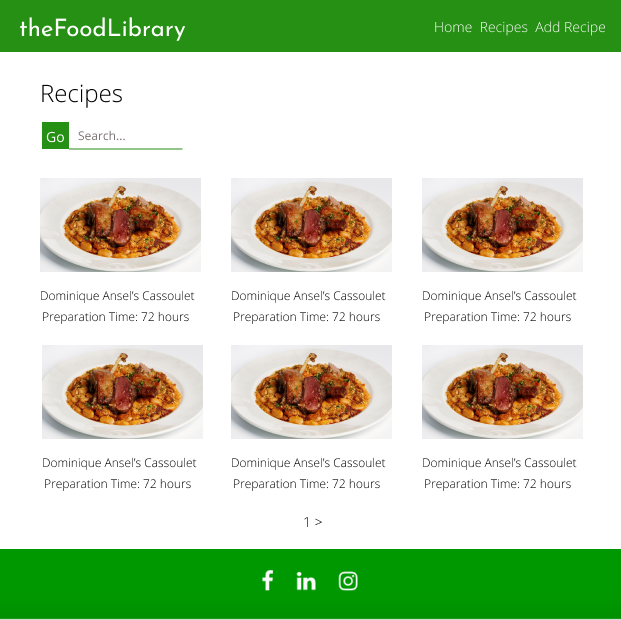 theFoodLibrary
Home Recipes Add Recipe
Recipes
Go Search...
Dominique Ansel's Cassoulet
Preparation Time: 72 hours
Dominique Ansel's Cassoulet
Preparation Time: 72 hours
Dominique Ansel's Cassoulet
Preparation Time: 72 hours
Dominique Ansel's Cassoulet
Preparation Time: 72 hours
Dominique Ansel's Cassoulet
Preparation Time: 72 hours
Dominique Ansel's Cassoulet
Preparation Time: 72 hours
1 >